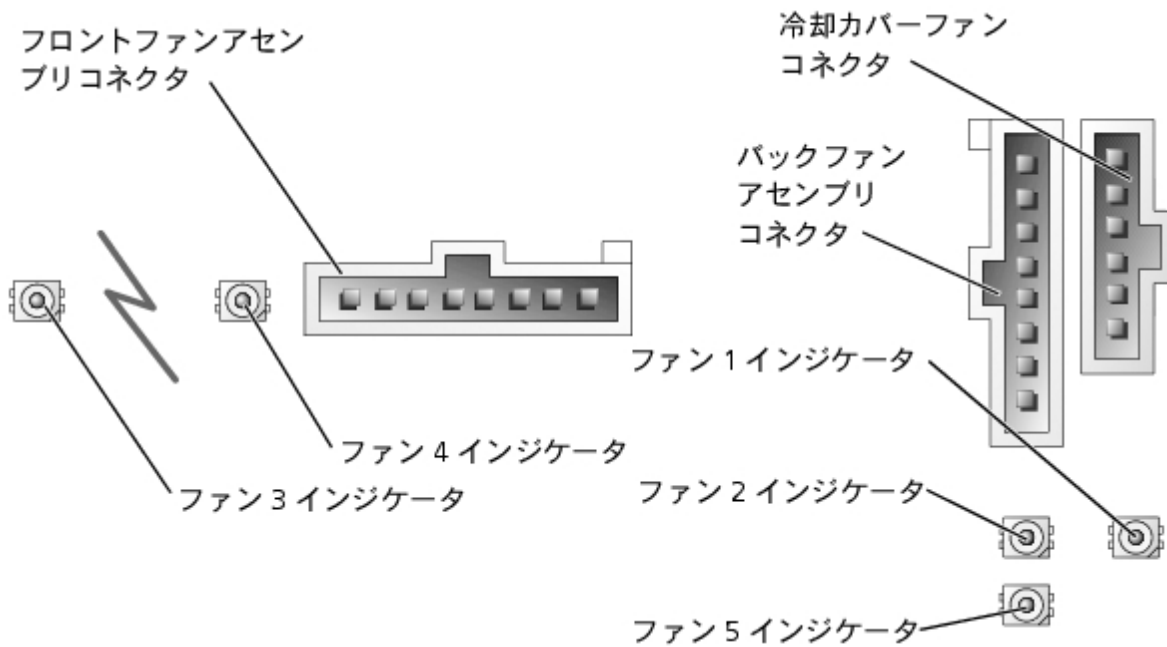 フロントファンアセン
ブリコネクタ
冷却カバーファン
コネクタ
バックファン
アセンブリ
コネクタ
ファン 1 インジケータ
ファン 4 インジケータ
ファン 3 インジケータ
ファン 2 インジケータ
ファン 5 インジケータ